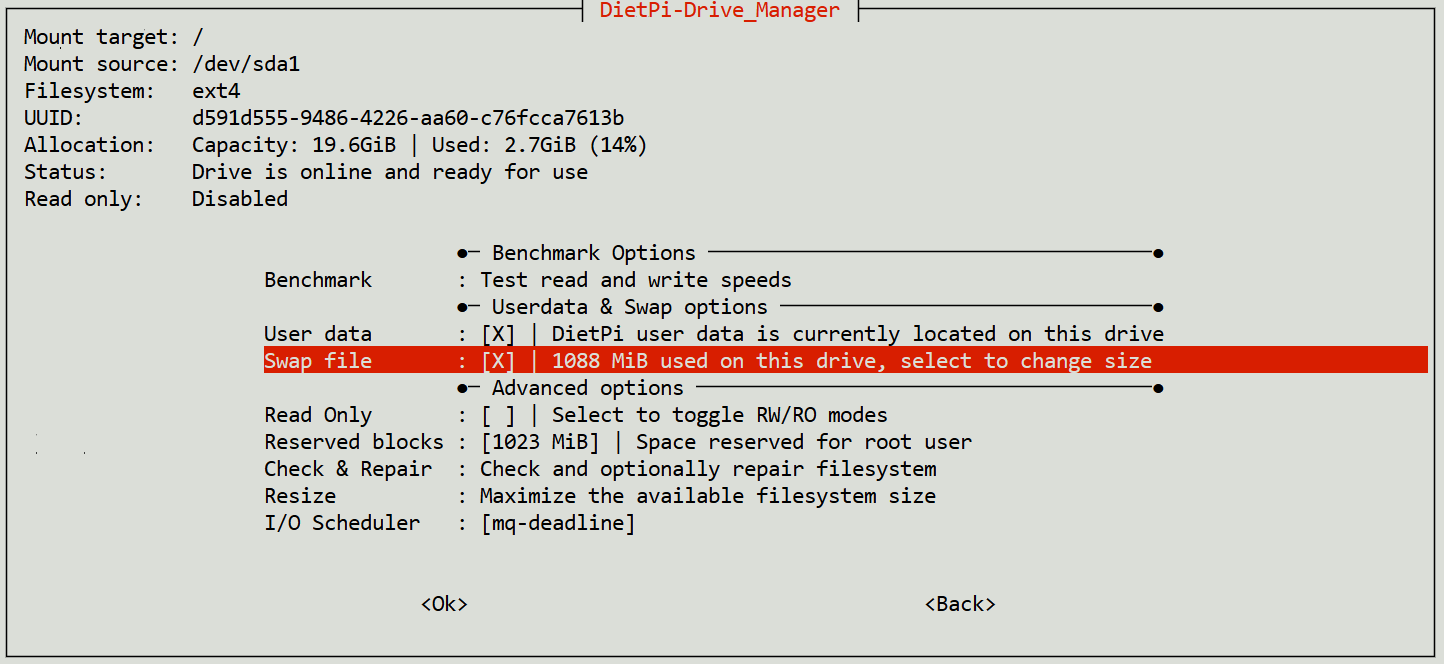 DietPi-Drive_Manager
Mount target: /
Mount source: /dev/sda1
Filesystem: ext4
UUID: d591d555-9486-4226-aa60-c76fcca7613b
Allocation: Capacity: 19.6GiB | Used: 2.7GiB (14%)
Status: Drive is online and ready for use
Read only: Disabled
Benchmark Options
Benchmark : Test read and write speeds
Userdata & Swap options
User data : [X] | DietPi user data is currently located on this drive
Swap file : [X] | 1088 MiB used on this drive, select to change size
Advanced options
Read Only : [ ] | Select to toggle RW/RO modes
Reserved blocks : [1023 MiB] | Space reserved for root user
Check & Repair : Check and optionally repair filesystem
Resize : Maximize the available filesystem size
I/O Scheduler : [mq-deadline]
<Ok> <Back>